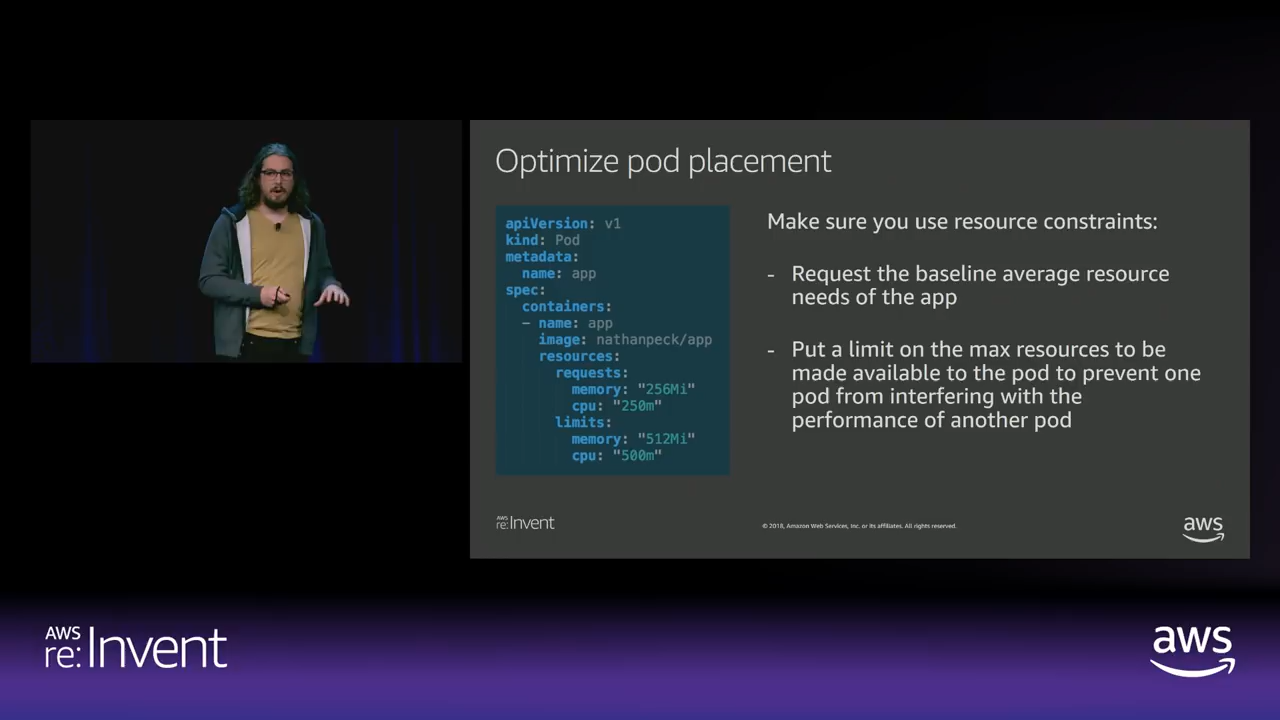 Optimize pod placement
apiVersion: v1
kind: Pod
metadata:
  name: app
spec:
  containers:
  – name: app
    image: nathanpeck/app
    resources:
      requests:
        memory: "256Mi"
        cpu: "250m"
      limits:
        memory: "512Mi"
        cpu: "500m"
Make sure you use resource constraints:
- Request the baseline average resource
needs of the app
- Put a limit on the max resources to be
made available to the pod to prevent one
pod from interfering with the
performance of another pod
AWS
re:Invent
© 2018, Amazon Web Services, Inc. or its affiliates. All rights reserved.
aws
AWS
re:Invent
aws